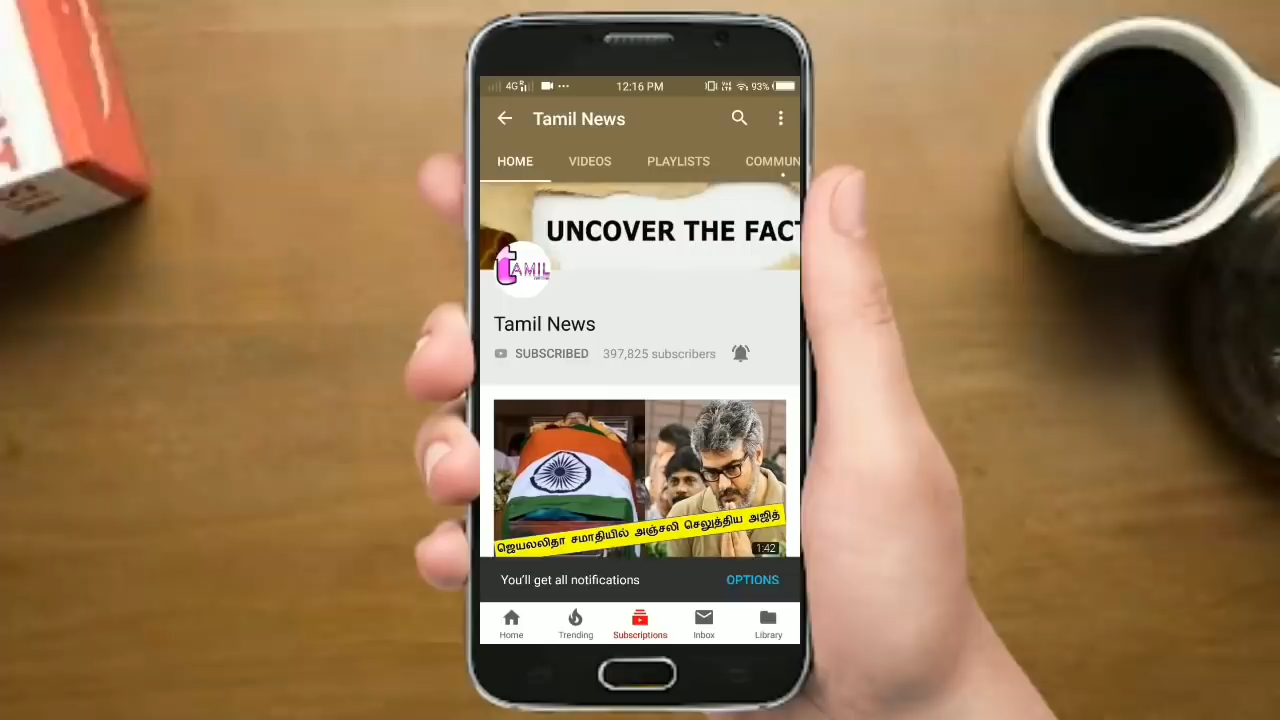 4G
12:16 PM
93%
Tamil News
HOME
VIDEOS
PLAYLISTS
COMMUN
UNCOVER THE FACT
tAMIL
Tamil News
SUBSCRIBED
397,825 subscribers
ஜெயலலிதா சமாதியில் அஞ்சலி செலுத்திய அஜித்
1:42
You'll get all notifications
OPTIONS
Home
Trending
Subscriptions
Inbox
Library